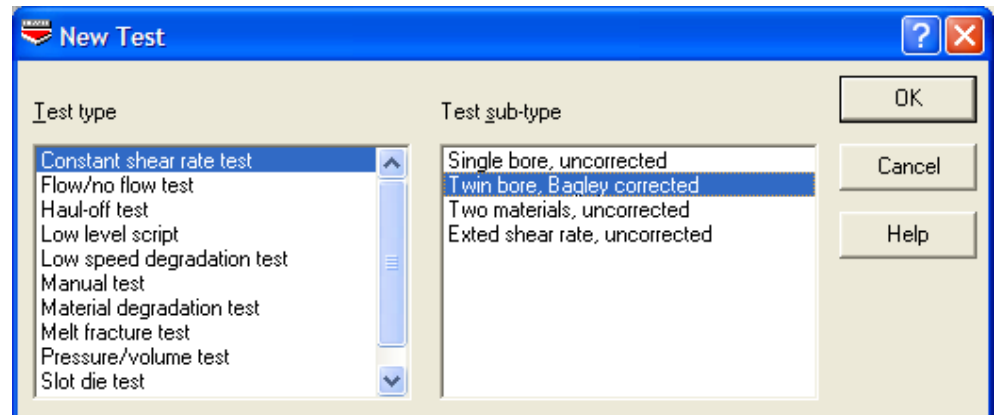 New Test
Test type
Test sub-type
Constant shear rate test
Flow/no flow test
Haul-off test
Low level script
Low speed degradation test
Manual test
Material degradation test
Melt fracture test
Pressure/volume test
Slot die test
Single bore, uncorrected
Twin bore, Bagley corrected
Two materials, uncorrected
Exted shear rate, uncorrected
OK
Cancel
Help